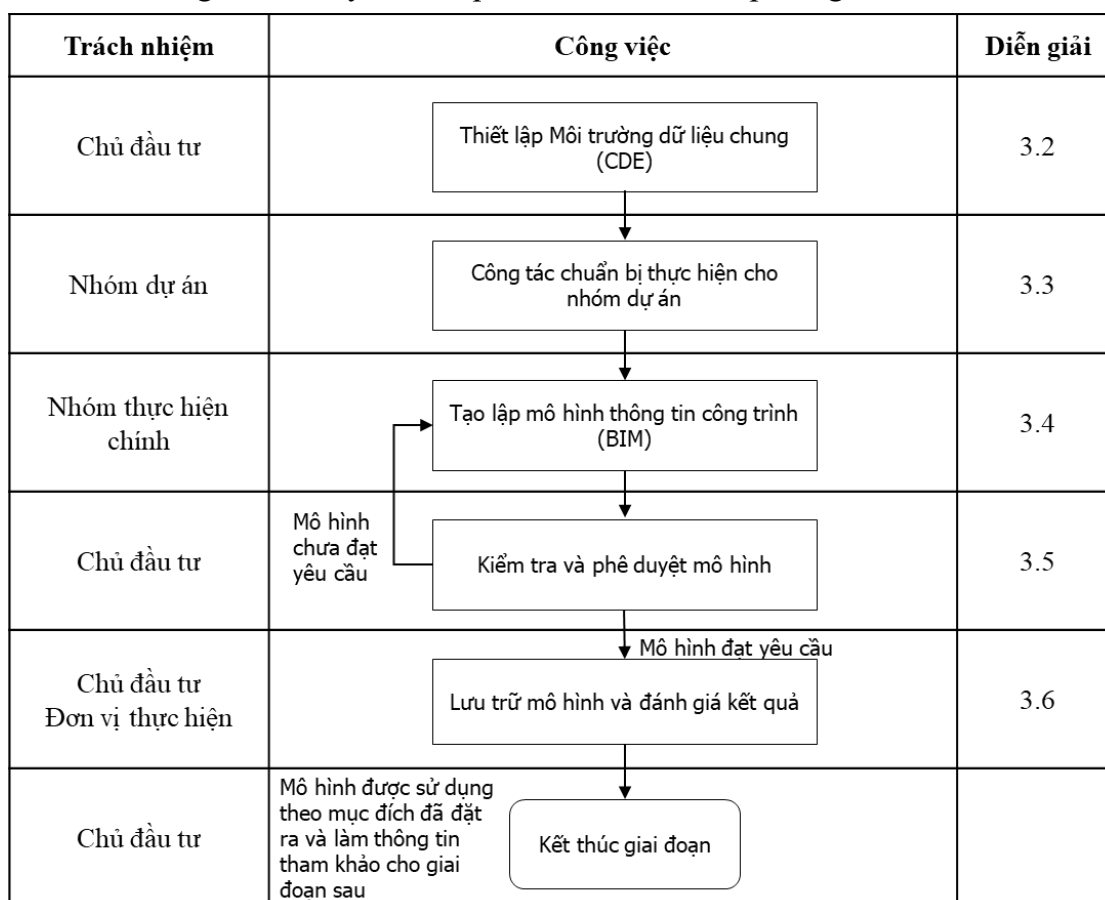 Trách nhiệm
Công việc
Diễn giải
Chủ đầu tư
Thiết lập Môi trường dữ liệu chung
(CDE)
3.2
Nhóm dự án
Công tác chuẩn bị thực hiện cho
nhóm dự án
3.3
Nhóm thực hiện
chính
Tạo lập mô hình thông tin công trình
(BIM)
3.4
Chủ đầu tư
Mô hình
chưa đạt
yêu cầu
Kiểm tra và phê duyệt mô hình
3.5
Mô hình đạt yêu cầu
Chủ đầu tư
Đơn vị thực hiện
Lưu trữ mô hình và đánh giá kết quả
3.6
Chủ đầu tư
Mô hình được sử dụng
theo mục đích đã đặt
ra và làm thông tin
tham khảo cho giai
đoạn sau
Kết thúc giai đoạn